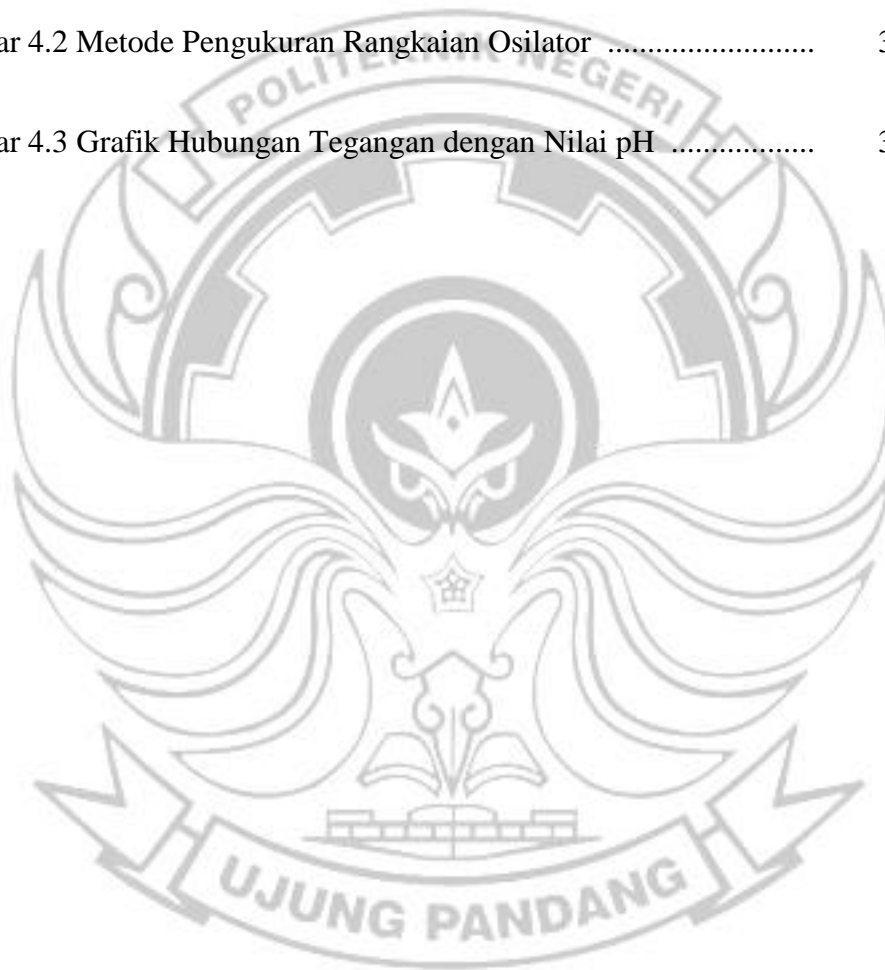 ar 4.2 Metode Pengukuran Rangkaian Osilator ..........................
3
POLITEKNIK NEGERI
ar 4.3 Grafik Hubungan Tegangan dengan Nilai pH ..................
3
UJUNG PANDANG